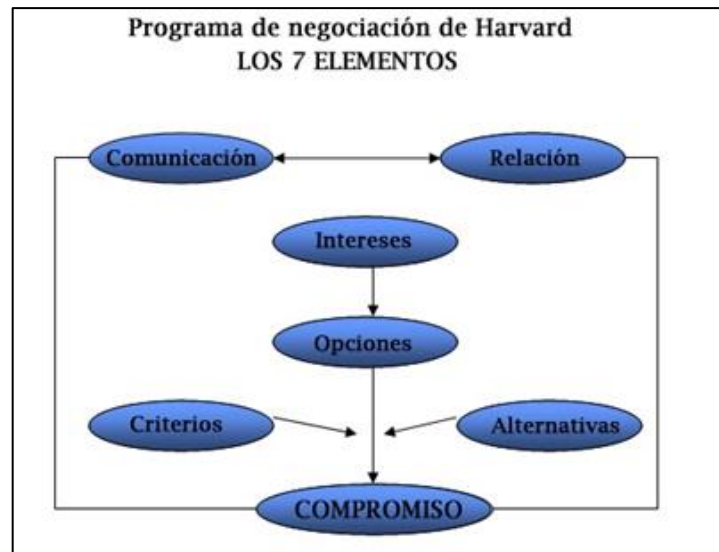 Programa de negociación de Harvard
LOS 7 ELEMENTOS
Comunicación
Relación
Intereses
Opciones
Criterios
Alternativas
COMPROMISO